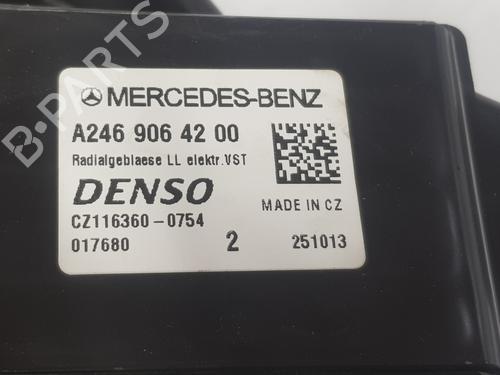 MERCEDES-BENZ
A246 906 42 00
Radialgeblaese LL elektr.VST
DENSO
MADE IN CZ
CZ116360-0754
017680 2 251013
B-PARTS